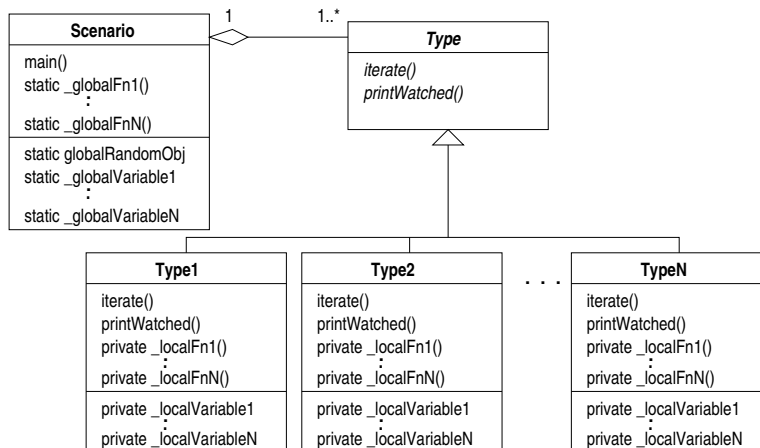 Scenario
main()
static _globalFn1()
:
static _globalFnN()
static globalRandomObj
static _globalVariable1
:
static _globalVariableN
1
1..*
Type
iterate()
printWatched()
Type1
iterate()
printWatched()
private _localFn1()
:
private _localFnN()
private _localVariable1
:
private _localVariableN
Type2
iterate()
printWatched()
private _localFn1()
:
private _localFnN()
private _localVariable1
:
private _localVariableN
. . .
TypeN
iterate()
printWatched()
private _localFn1()
:
private _localFnN()
private _localVariable1
:
private _localVariableN